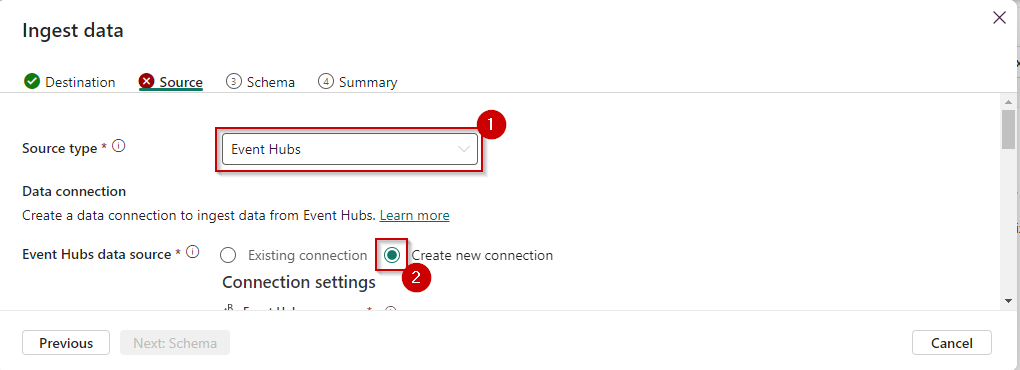 Ingest data
Destination Source 3 Schema 4 Summary
1
Source type * Event Hubs
Data connection
Create a data connection to ingest data from Event Hubs. Learn more
Event Hubs data source * Existing connection Create new connection
2
Connection settings
Previous Next: Schema Cancel